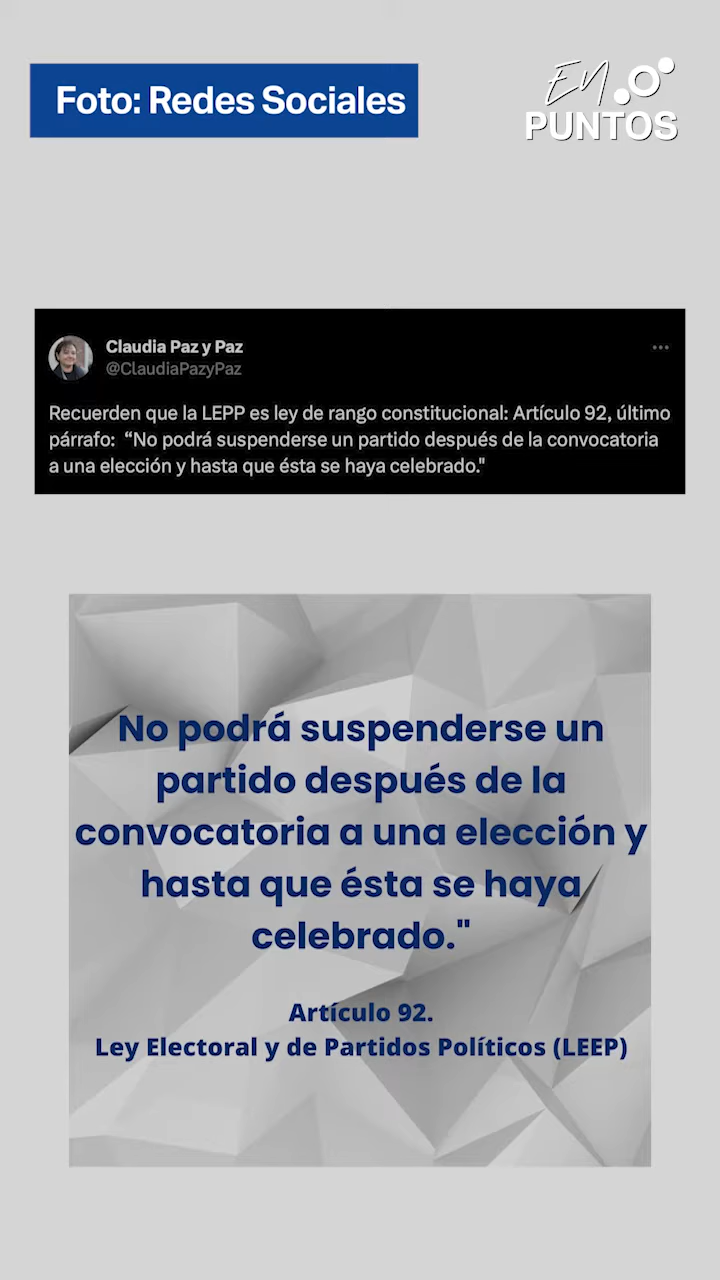 Foto: Redes Sociales
En
PUNTOS
Claudia Paz y Paz
@ClaudiaPazyPaz
Recuerden que la LEPP es ley de rango constitucional: Artículo 92, último
párrafo: “No podrá suspenderse un partido después de la convocatoria
a una elección y hasta que ésta se haya celebrado."
No podrá suspenderse un
partido después de la
convocatoria a una elección y
hasta que ésta se haya
celebrado."
Artículo 92.
Ley Electoral y de Partidos Políticos (LEEP)